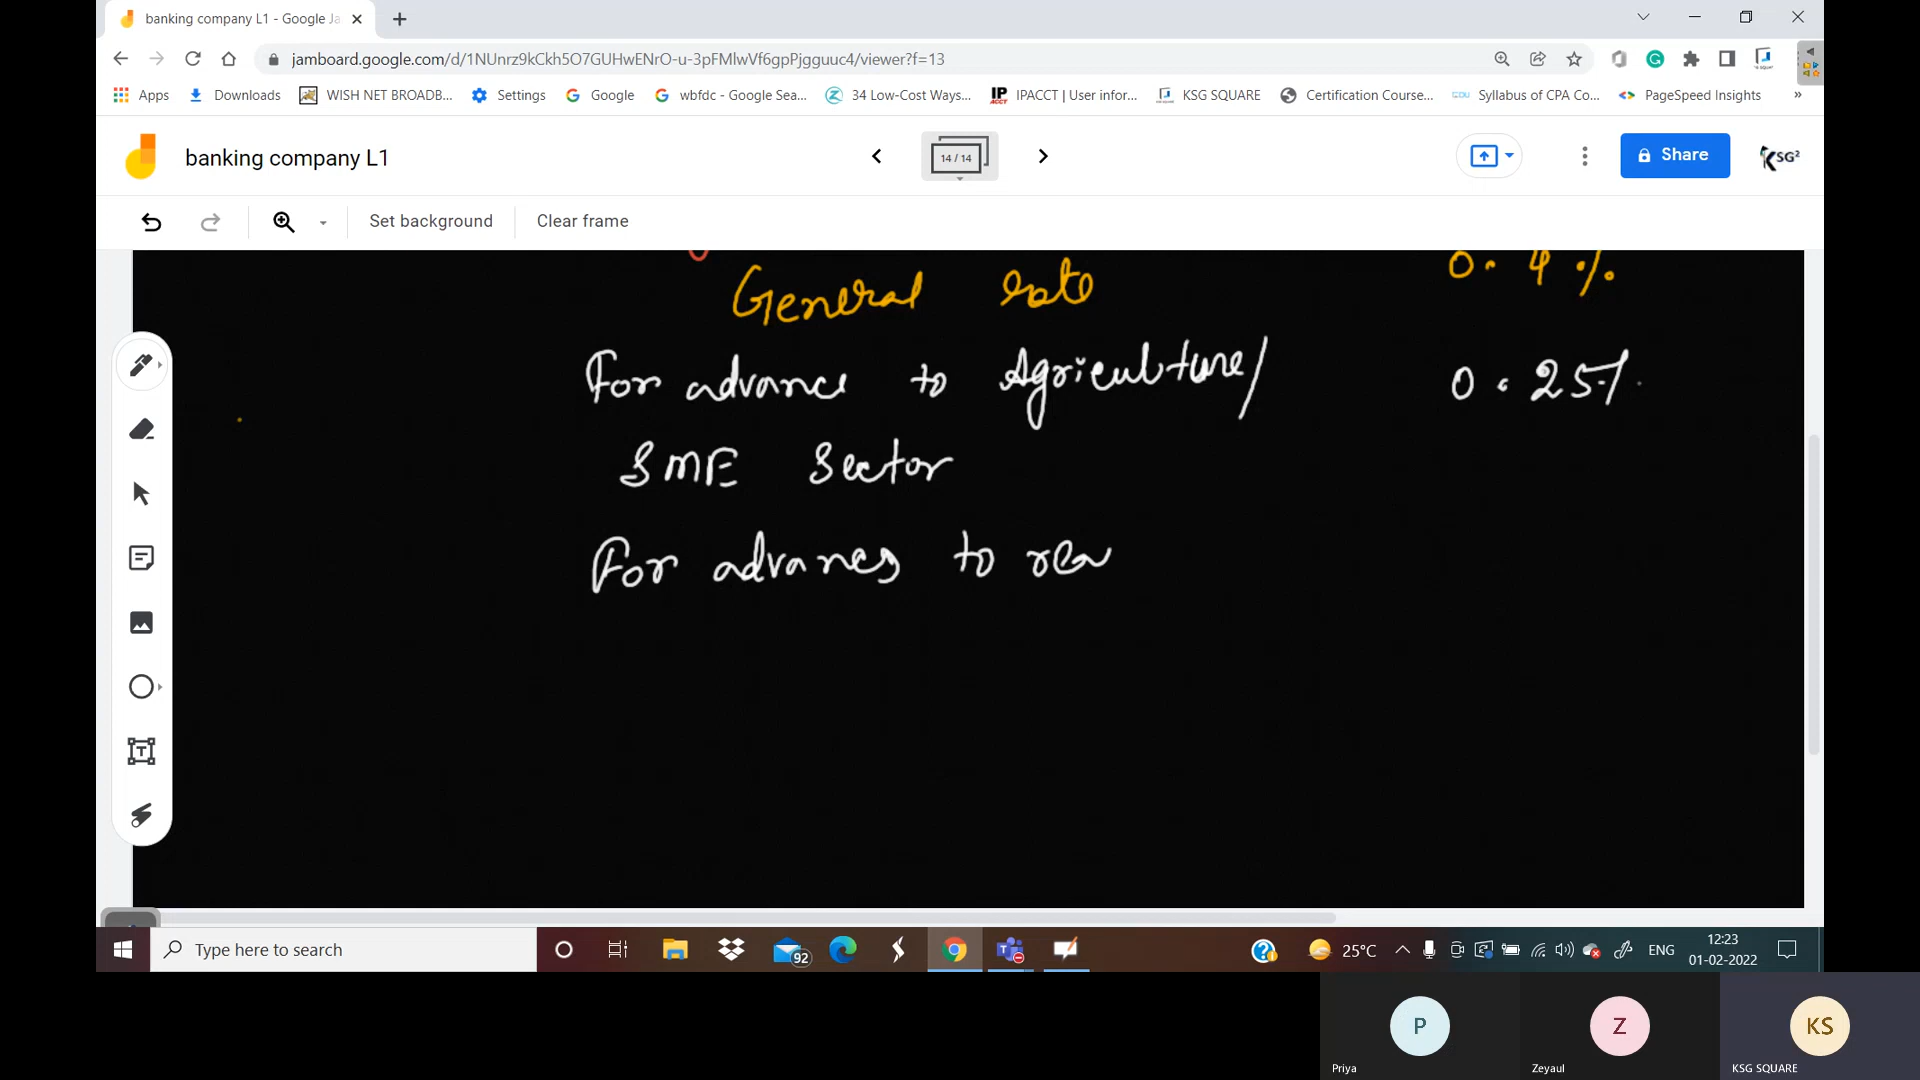 banking company L1 - Google Ja
jamboard.google.com/d/1NUnrz9kCkh5O7GUHwENrO-u-3pFMlwVf6gpPjgguuc4/viewer?f=13
Apps Downloads WISH NET BROADB... Settings Google wbfdc - Google Sea... 34 Low-Cost Ways... IPACCT | User infor... KSG SQUARE Certification Course... Syllabus of CPA Co... PageSpeed Insights »
banking company L1 14 / 14 Share KSG²
Set background Clear frame
General rate 0.4%
For advance to Agriculture/ 0.25%
SME Sector
For advances to rea
Type here to search 92 25°C ENG 12:23
01-02-2022
P Z KS
Priya Zeyaul KSG SQUARE